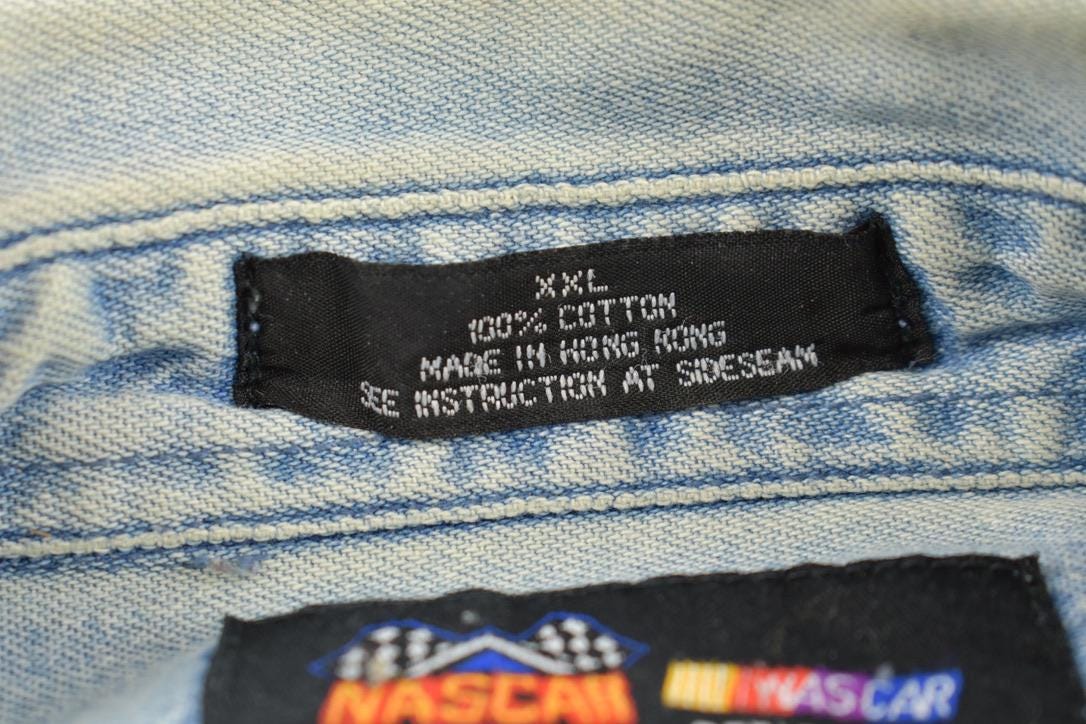 XXL
100% COTTON
MADE IN HONG KONG
SEE INSTRUCTION AT SIDESEAM
NASCAR
NASCAR